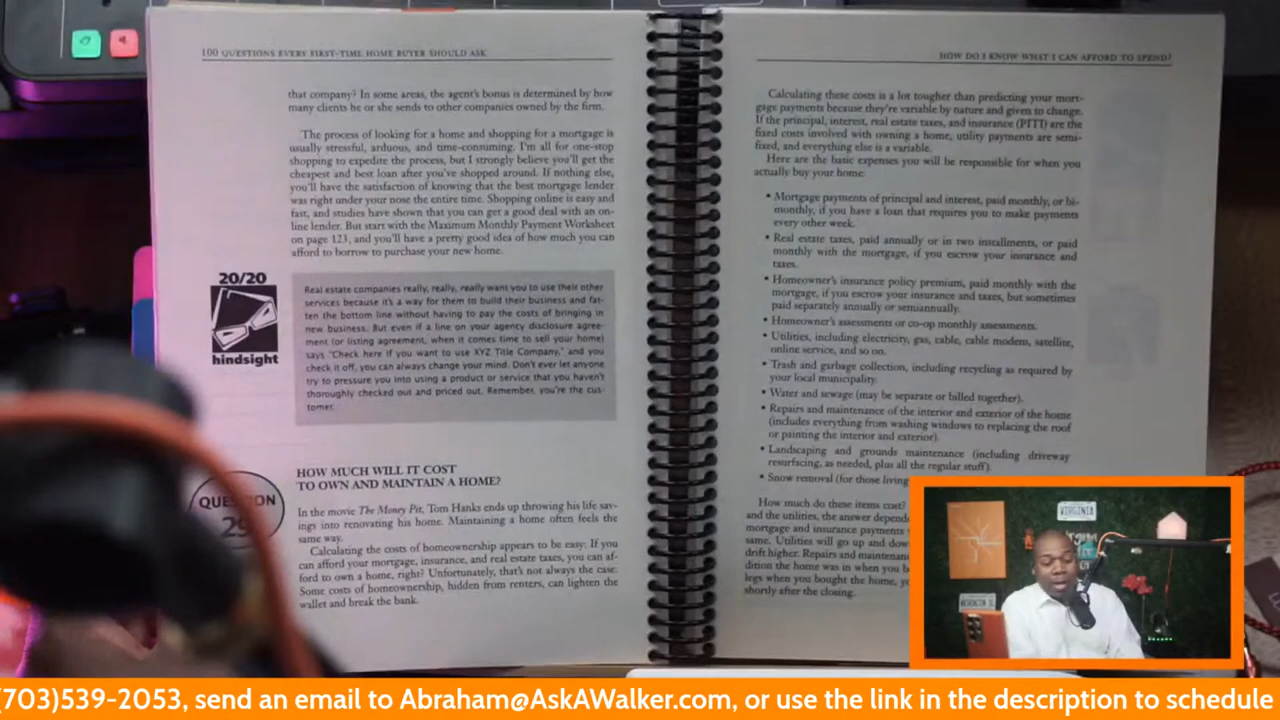 100 QUESTIONS EVERY FIRST-TIME HOME BUYER SHOULD ASK
that company? In some areas, the agent's bonus is determined by how
many clients he or she sends to other companies owned by the firm.
The process of looking for a home and shopping for a mortgage is
usually stressful, arduous, and time-consuming. I'm all for one-stop
shopping to expedite the process, but I strongly believe you'll get the
cheapest and best loan after you've shopped around. If nothing else,
you'll have the satisfaction of knowing that the best mortgage lender
was right under your nose the entire time. Shopping online is easy and
fast, and studies have shown that you can get a good deal with an on-
line lender. But start with the Maximum Monthly Payment Worksheet
on page 123, and you'll have a pretty good idea of how much you can
afford to borrow to purchase your new home.
20/20
hindsight
Real estate companies really, really, really want you to use their other
services because it's a way for them to build their business and fat-
ten the bottom line without having to pay the costs of bringing in
new business. But even if a line on your agency disclosure agree-
ment (or listing agreement, when it comes time to sell your home)
says "Check here if you want to use XYZ Title Company," and you
check it off, you can always change your mind. Don't ever let anyone
try to pressure you into using a product or service that you haven't
thoroughly checked out and priced out. Remember, you're the cus-
tomer.
QUESTION
29
HOW MUCH WILL IT COST
TO OWN AND MAINTAIN A HOME?
In the movie The Money Pit, Tom Hanks ends up throwing his life sav-
ings into renovating his home. Maintaining a home often feels the
same way.
Calculating the costs of homeownership appears to be easy: If you
can afford your mortgage, insurance, and real estate taxes, you can af-
ford to own a home, right? Unfortunately, that's not always the case.
Some costs of homeownership, hidden from renters, can lighten the
wallet and break the bank.
HOW DO I KNOW WHAT I CAN AFFORD TO SPEND?
Calculating these costs is a lot tougher than predicting your mort-
gage payments because they're variable by nature and given to change.
If the principal, interest, real estate taxes, and insurance (PITI) are the
fixed costs involved with owning a home, utility payments are semi-
fixed, and everything else is a variable.
Here are the basic expenses you will be responsible for when you
actually buy your home:
• Mortgage payments of principal and interest, paid monthly, or bi-
monthly, if you have a loan that requires you to make payments
every other week.
• Real estate taxes, paid annually or in two installments, or paid
monthly with the mortgage, if you escrow your insurance and
taxes.
• Homeowner's insurance policy premium, paid monthly with the
mortgage, if you escrow your insurance and taxes, but sometimes
paid separately annually or semiannually.
• Homeowner's assessments or co-op monthly assessments.
• Utilities, including electricity, gas, cable, cable modem, satellite,
online service, and so on.
• Trash and garbage collection, including recycling as required by
your local municipality.
• Water and sewage (may be separate or billed together).
• Repairs and maintenance of the interior and exterior of the home
(includes everything from washing windows to replacing the roof
or painting the interior and exterior).
• Landscaping and grounds maintenance (including driveway
resurfacing, as needed, plus all the regular stuff).
• Snow removal (for those living
How much do these items cost?
and the utilities, the answer depend
mortgage and insurance payments
same. Utilities will go up and dow
drift higher. Repairs and maintenanc
dition the home was in when you b
legs when you bought the home, yo
shortly after the closing.
VIRGINIA
(703)539-2053, send an email to Abraham@AskAWalker.com, or use the link in the description to schedule